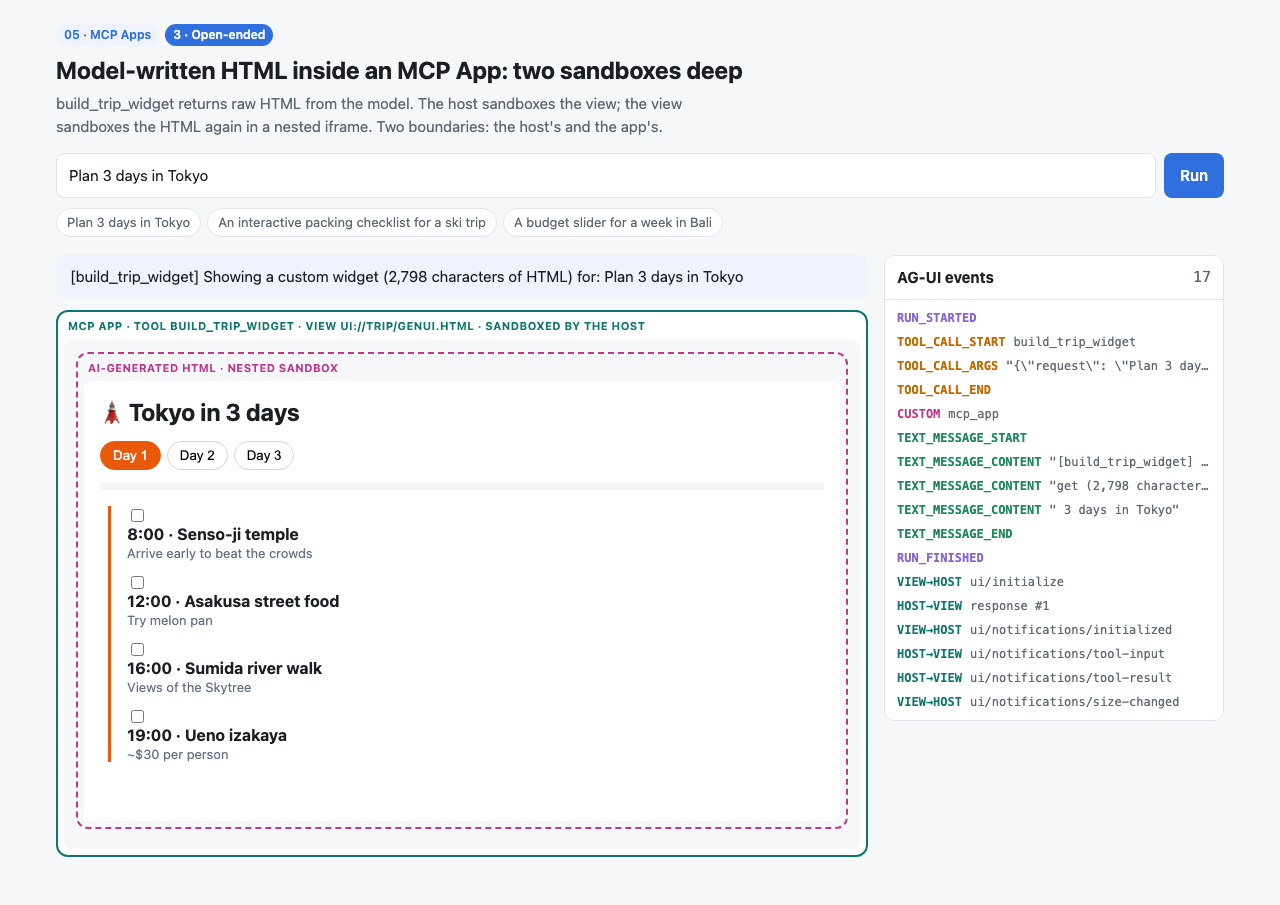 05 · MCP Apps
3 · Open-ended
Model-written HTML inside an MCP App: two sandboxes deep
build_trip_widget returns raw HTML from the model. The host sandboxes the view; the view
sandboxes the HTML again in a nested iframe. Two boundaries: the host's and the app's.
Plan 3 days in Tokyo
Run
Plan 3 days in Tokyo
An interactive packing checklist for a ski trip
A budget slider for a week in Bali
[build_trip_widget] Showing a custom widget (2,798 characters of HTML) for: Plan 3 days in Tokyo
MCP APP · TOOL BUILD_TRIP_WIDGET · VIEW UI://TRIP/GENUI.HTML · SANDBOXED BY THE HOST
AI-GENERATED HTML · NESTED SANDBOX
Tokyo in 3 days
Day 1
Day 2
Day 3
8:00 · Senso-ji temple
Arrive early to beat the crowds
12:00 · Asakusa street food
Try melon pan
16:00 · Sumida river walk
Views of the Skytree
19:00 · Ueno izakaya
~$30 per person
AG-UI events
17
RUN_STARTED
TOOL_CALL_START build_trip_widget
TOOL_CALL_ARGS "{\"request\": \"Plan 3 day…
TOOL_CALL_END
CUSTOM mcp_app
TEXT_MESSAGE_START
TEXT_MESSAGE_CONTENT "[build_trip_widget] …
TEXT_MESSAGE_CONTENT "get (2,798 character…
TEXT_MESSAGE_CONTENT " 3 days in Tokyo"
TEXT_MESSAGE_END
RUN_FINISHED
VIEW→HOST ui/initialize
HOST→VIEW response #1
VIEW→HOST ui/notifications/initialized
HOST→VIEW ui/notifications/tool-input
HOST→VIEW ui/notifications/tool-result
VIEW→HOST ui/notifications/size-changed